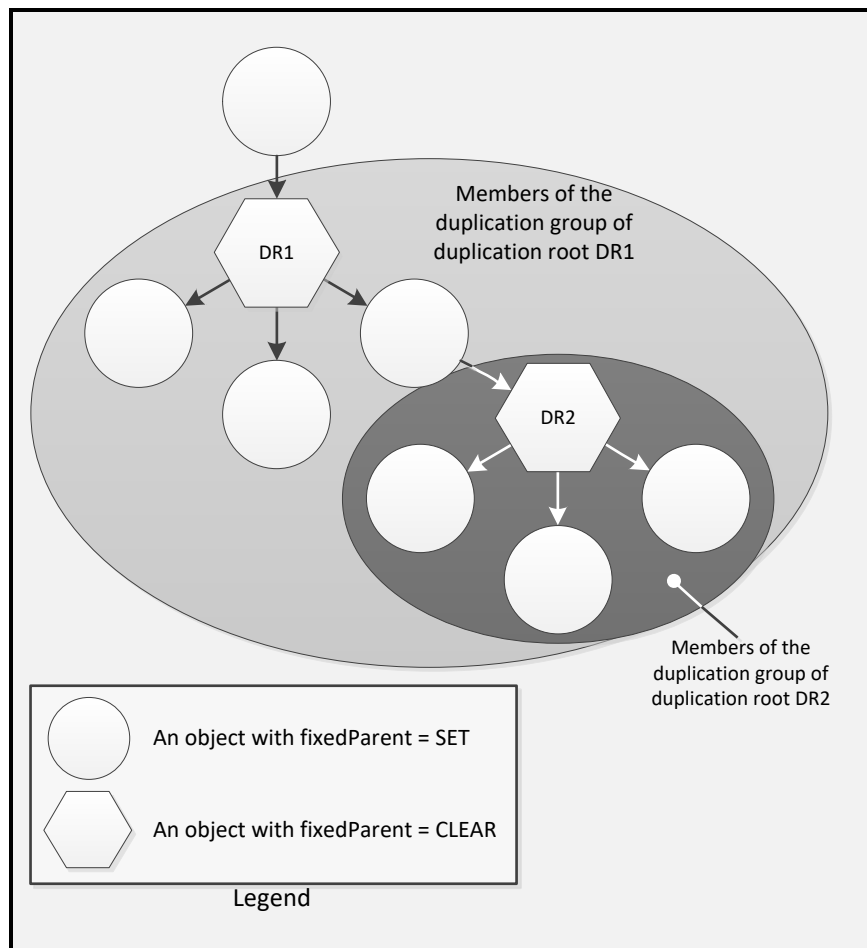 Members of the
duplication group of
duplication root DR1
DR1
DR2
Members of the
duplication group of
duplication root DR2
An object with fixedParent = SET
An object with fixedParent = CLEAR
Legend